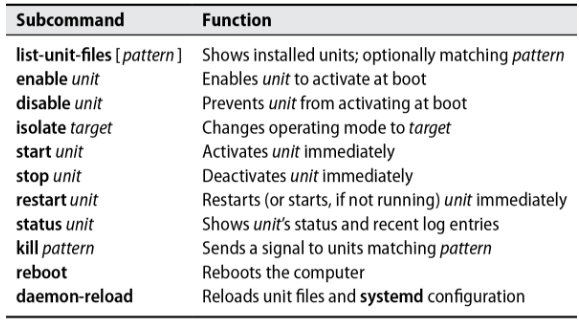 Subcommand Function
list-unit-files [pattern] Shows installed units; optionally matching pattern
enable unit Enables unit to activate at boot
disable unit Prevents unit from activating at boot
isolate target Changes operating mode to target
start unit Activates unit immediately
stop unit Deactivates unit immediately
restart unit Restarts (or starts, if not running) unit immediately
status unit Shows unit's status and recent log entries
kill pattern Sends a signal to units matching pattern
reboot Reboots the computer
daemon-reload Reloads unit files and systemd configuration